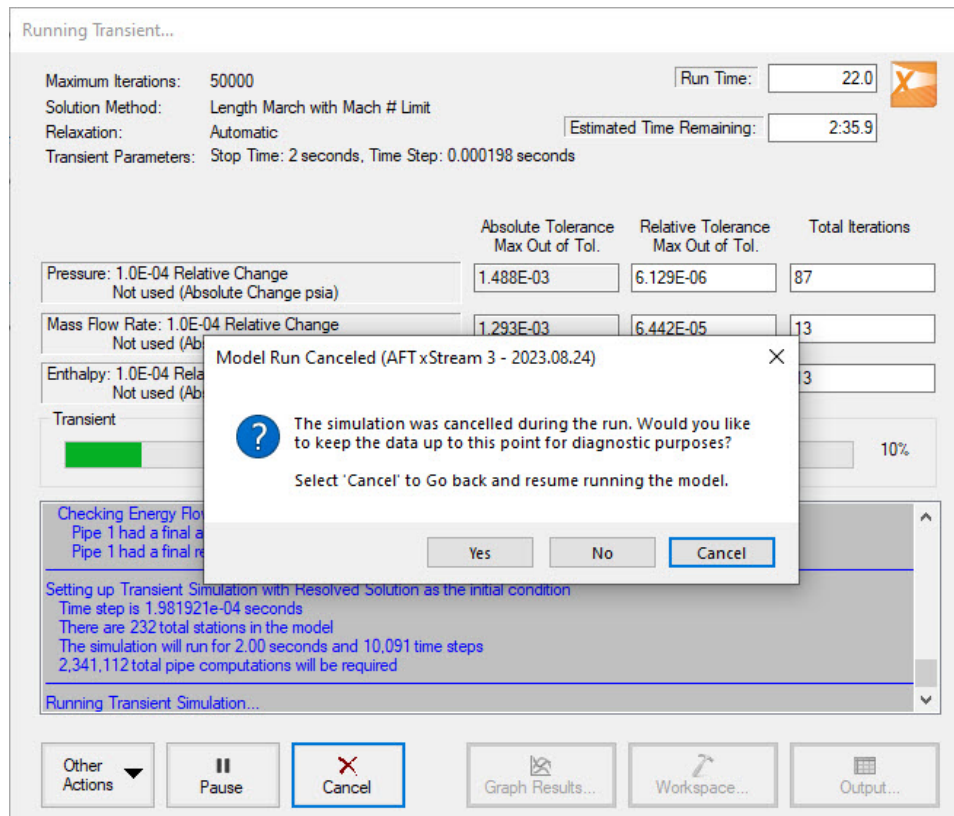 Running Transient...
Maximum Iterations: 50000
Run Time: 22.0
Solution Method: Length March with Mach # Limit
Relaxation: Automatic
Estimated Time Remaining: 2:35.9
Transient Parameters: Stop Time: 2 seconds, Time Step: 0.000198 seconds
Absolute Tolerance Relative Tolerance Total Iterations
Max Out of Tol. Max Out of Tol.
Pressure: 1.0E-04 Relative Change 1.488E-03 6.129E-06 87
Not used (Absolute Change psia)
Mass Flow Rate: 1.0E-04 Relative Change 1.293E-03 6.442E-05 13
Not used (Ab
Enthalpy: 1.0E-04 Rela
Not used (Ab
Model Run Canceled (AFT xStream 3 - 2023.08.24)
The simulation was cancelled during the run. Would you like
to keep the data up to this point for diagnostic purposes?
Select 'Cancel' to Go back and resume running the model.
Yes No Cancel
Transient
10%
Checking Energy Flo
Pipe 1 had a final a
Pipe 1 had a final re
Setting up Transient Simulation with Resolved Solution as the initial condition
Time step is 1.981921e-04 seconds
There are 232 total stations in the model
The simulation will run for 2.00 seconds and 10,091 time steps
2,341,112 total pipe computations will be required
Running Transient Simulation...
Other
Actions
Pause
Cancel
Graph Results...
Workspace...
Output...